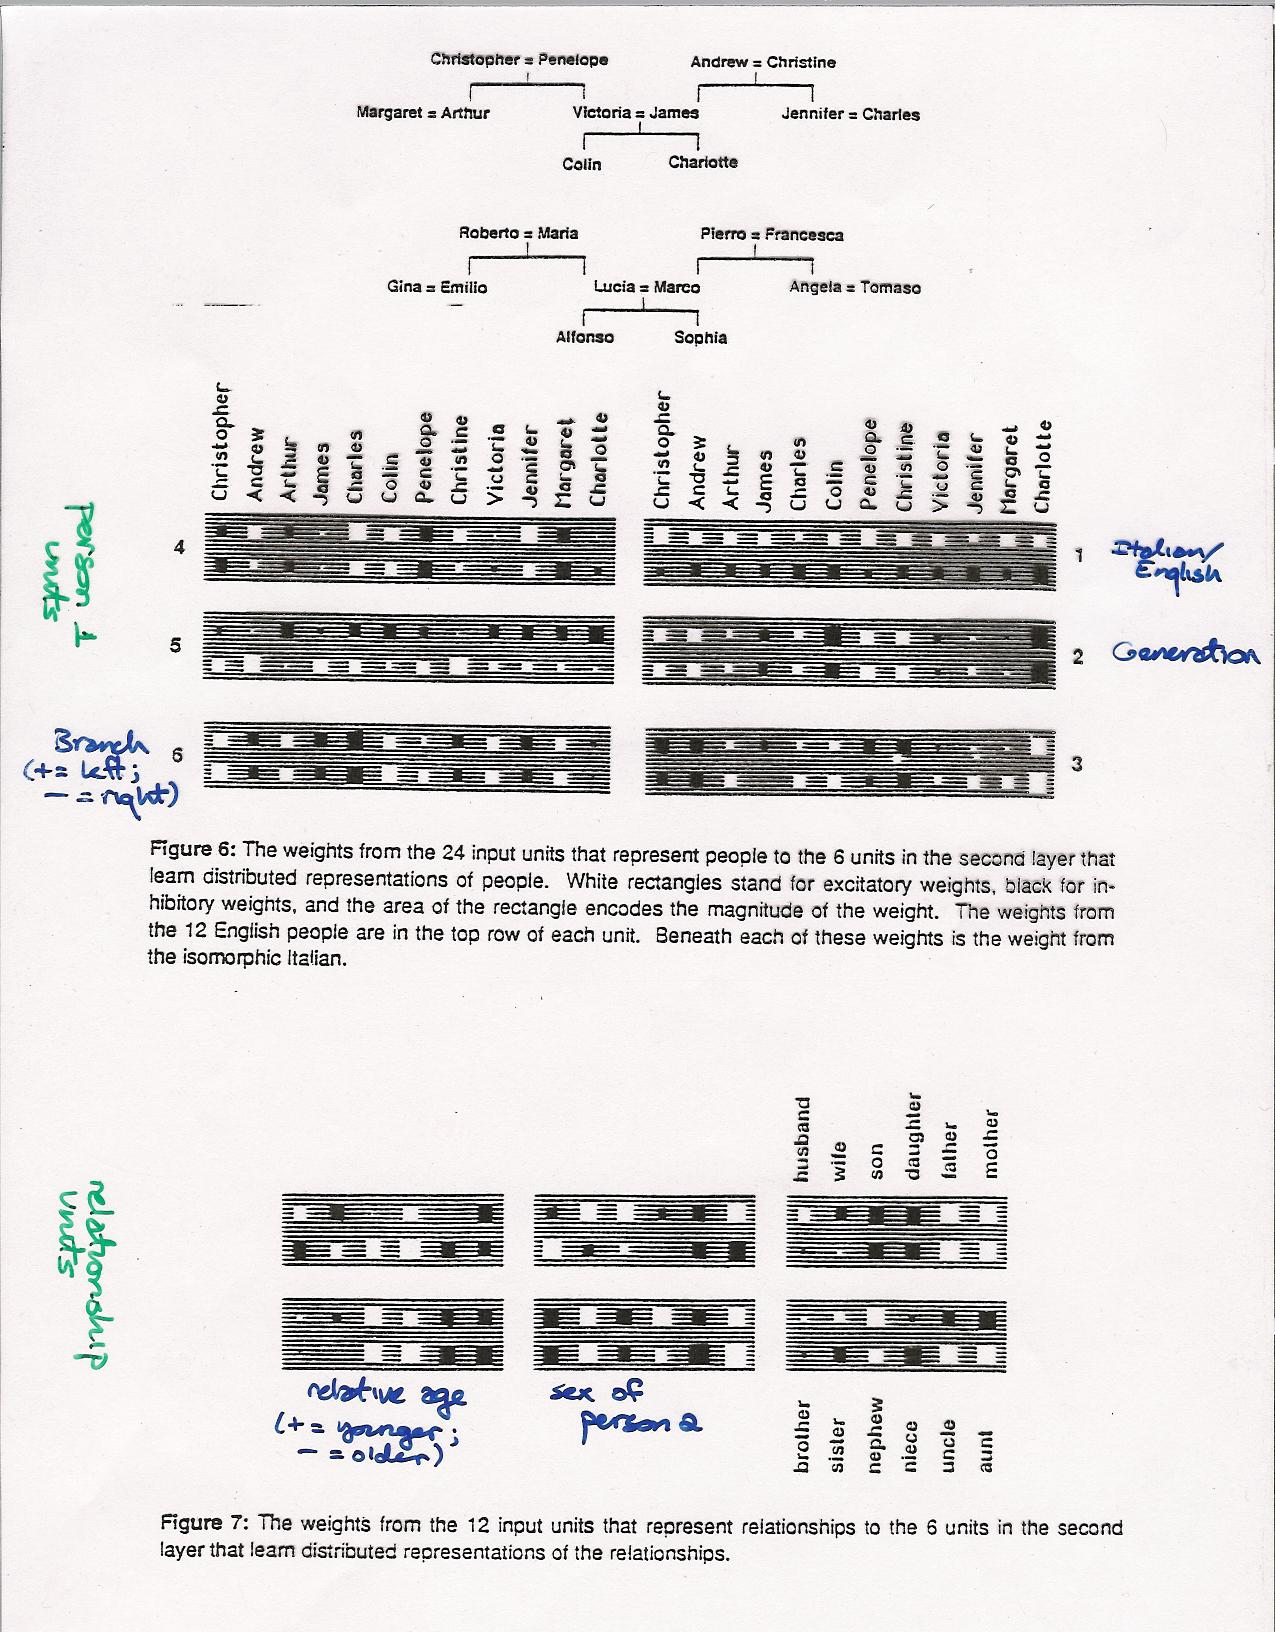 Christopher = Penelope Andrew = Christine
Margaret = Arthur Victoria = James Jennifer = Charles
Colin Charlotte
Roberto = Maria Pierro = Francesca
Gina = Emilio Lucia = Marco Angela = Tomaso
Alfonso Sophia
Christopher Andrew Arthur James Charles Colin Penelope Christine Victoria Jennifer Margaret Charlotte
Christopher Andrew Arthur James Charles Colin Penelope Christine Victoria Jennifer Margaret Charlotte
person 1
units
4
1
Italian/
English
5
2
Generation
Branch
(+ = left;
- = right)
6
3
Figure 6: The weights from the 24 input units that represent people to the 6 units in the second layer that
learn distributed representations of people. White rectangles stand for excitatory weights, black for in-
hibitory weights, and the area of the rectangle encodes the magnitude of the weight. The weights from
the 12 English people are in the top row of each unit. Beneath each of these weights is the weight from
the isomorphic Italian.
husband wife son daughter father mother
relationship
units
relative age
(+ = younger;
- = older)
sex of
person 2
brother sister nephew niece uncle aunt
Figure 7: The weights from the 12 input units that represent relationships to the 6 units in the second
layer that learn distributed representations of the relationships.